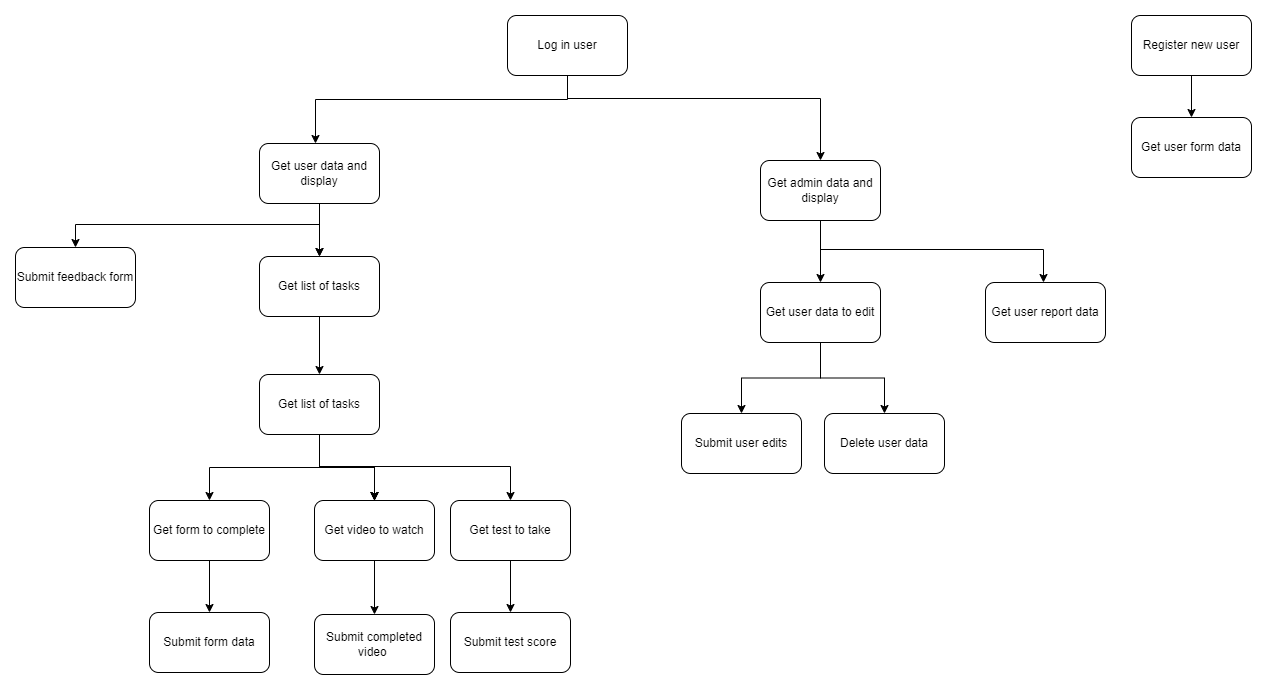 Log in user
Register new user
Get user data and
display
Get admin data and
display
Get user form data
Submit feedback form
Get list of tasks
Get user data to edit
Get user report data
Get list of tasks
Submit user edits
Delete user data
Get form to complete
Get video to watch
Get test to take
Submit form data
Submit completed
video
Submit test score